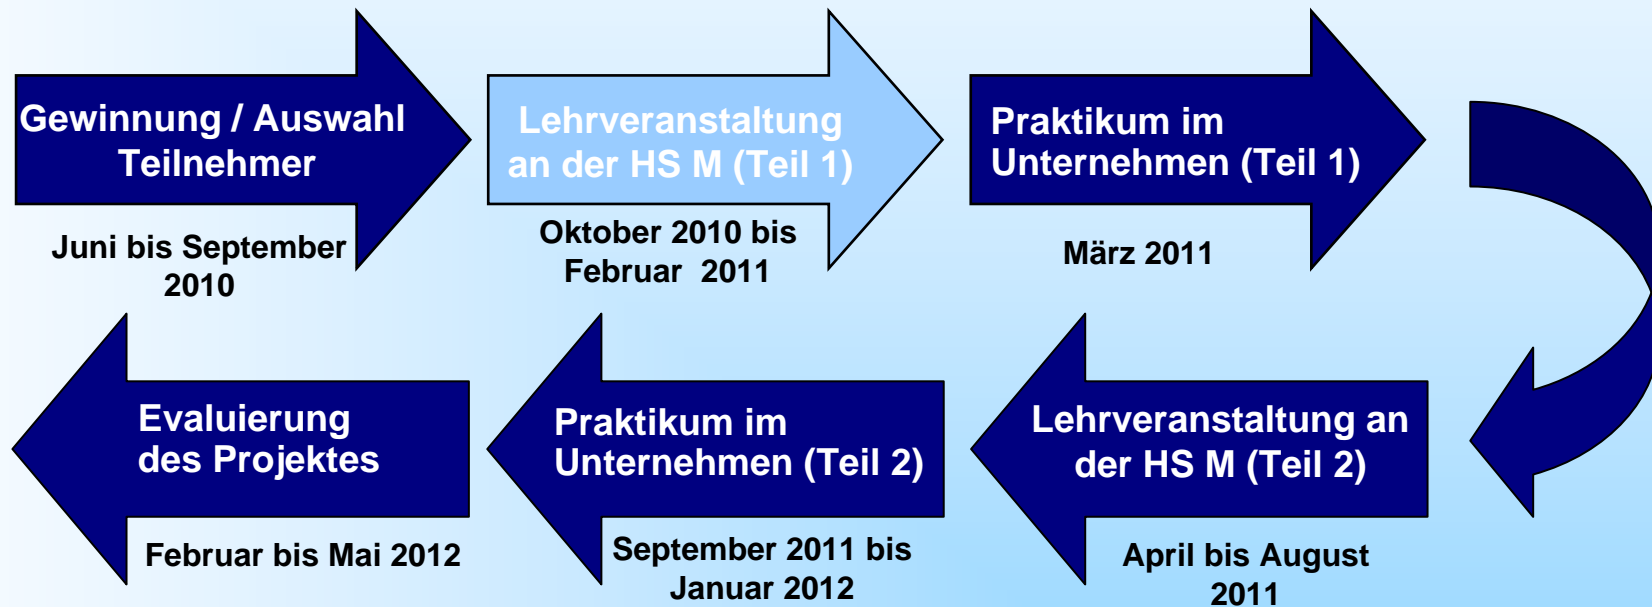 Gewinnung / Auswahl
Teilnehmer
Juni bis September
2010
Lehrveranstaltung
an der HS M (Teil 1)
Oktober 2010 bis
Februar 2011
Praktikum im
Unternehmen (Teil 1)
März 2011
Lehrveranstaltung an
der HS M (Teil 2)
April bis August
2011
Praktikum im
Unternehmen (Teil 2)
September 2011 bis
Januar 2012
Evaluierung
des Projektes
Februar bis Mai 2012